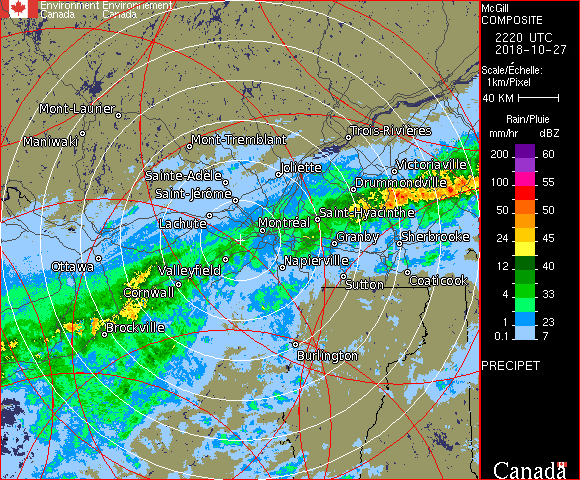 Environment Environnement
Canada Canada
McGill
COMPOSITE
2220 UTC
2018-10-27
Scale/Échelle:
1km/Pixel
40 KM
Rain/Pluie
mm/hr dBZ
200 60
100 55
50 50
24 45
12 40
4 33
1 23
0.1 7
PRECIPET
Canada
Mont-Laurier
Maniwaki
Mont-Tremblant
Trois-Rivières
Sainte-Adèle
Joliette
Victoriaville
Saint-Jérôme
Drummondville
Lachute
Montréal
Saint-Hyacinthe
Granby
Sherbrooke
Ottawa
Valleyfield
Napierville
Sutton
Coaticook
Cornwall
Brockville
Burlington